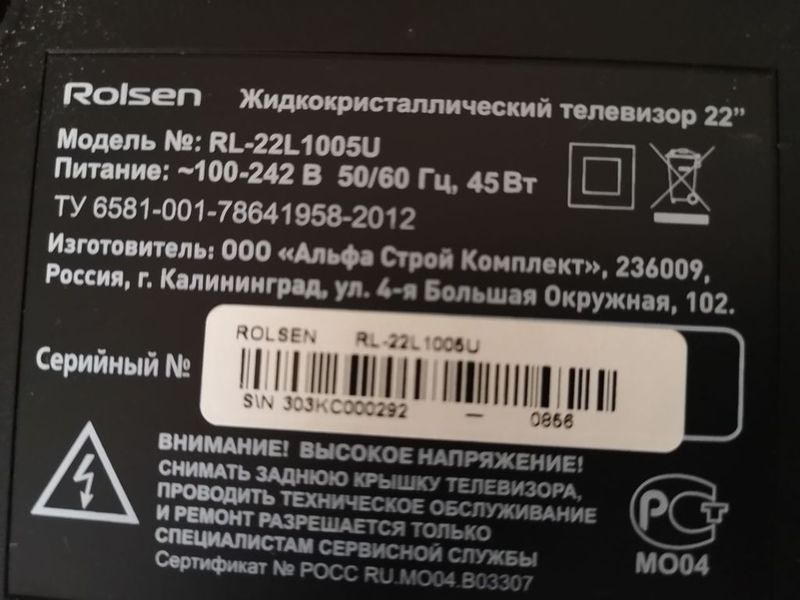 Rolsen Жидкокристаллический телевизор 22”
Модель №: RL-22L1005U
Питание: ~100-242 В 50/60 Гц, 45Вт
ТУ 6581-001-78641958-2012
Изготовитель: ООО «Альфа Строй Комплект», 236009,
Россия, г. Калининград, ул. 4-я Большая Окружная, 102.
Серийный №
ROLSEN RL-22L1005U
S\N 303KC000292 — 0856
ВНИМАНИЕ! ВЫСОКОЕ НАПРЯЖЕНИЕ!
СНИМАТЬ ЗАДНЮЮ КРЫШКУ ТЕЛЕВИЗОРА,
ПРОВОДИТЬ ТЕХНИЧЕСКОЕ ОБСЛУЖИВАНИЕ
И РЕМОНТ РАЗРЕШАЕТСЯ ТОЛЬКО
СПЕЦИАЛИСТАМ СЕРВИСНОЙ СЛУЖБЫ
Сертификат № РОСС RU.МО04.В03307
РСТ
МО04